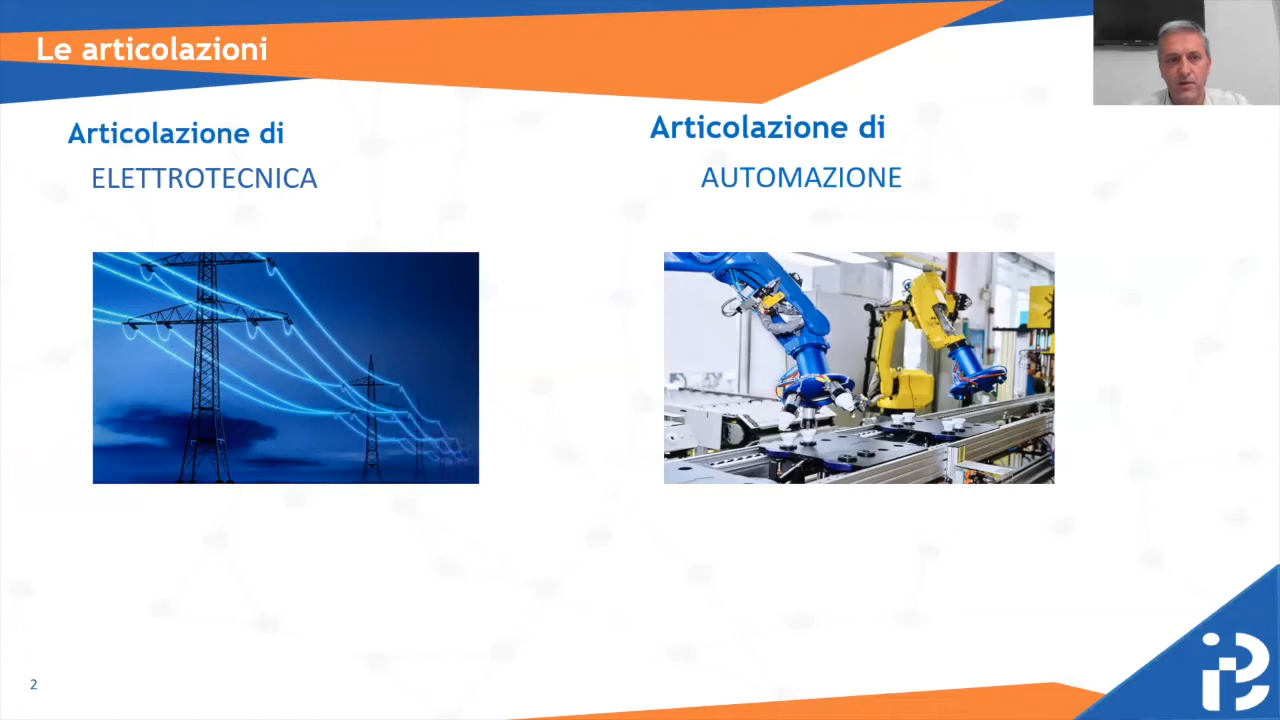 Le articolazioni
Articolazione di
ELETTROTECNICA
Articolazione di
AUTOMAZIONE
2